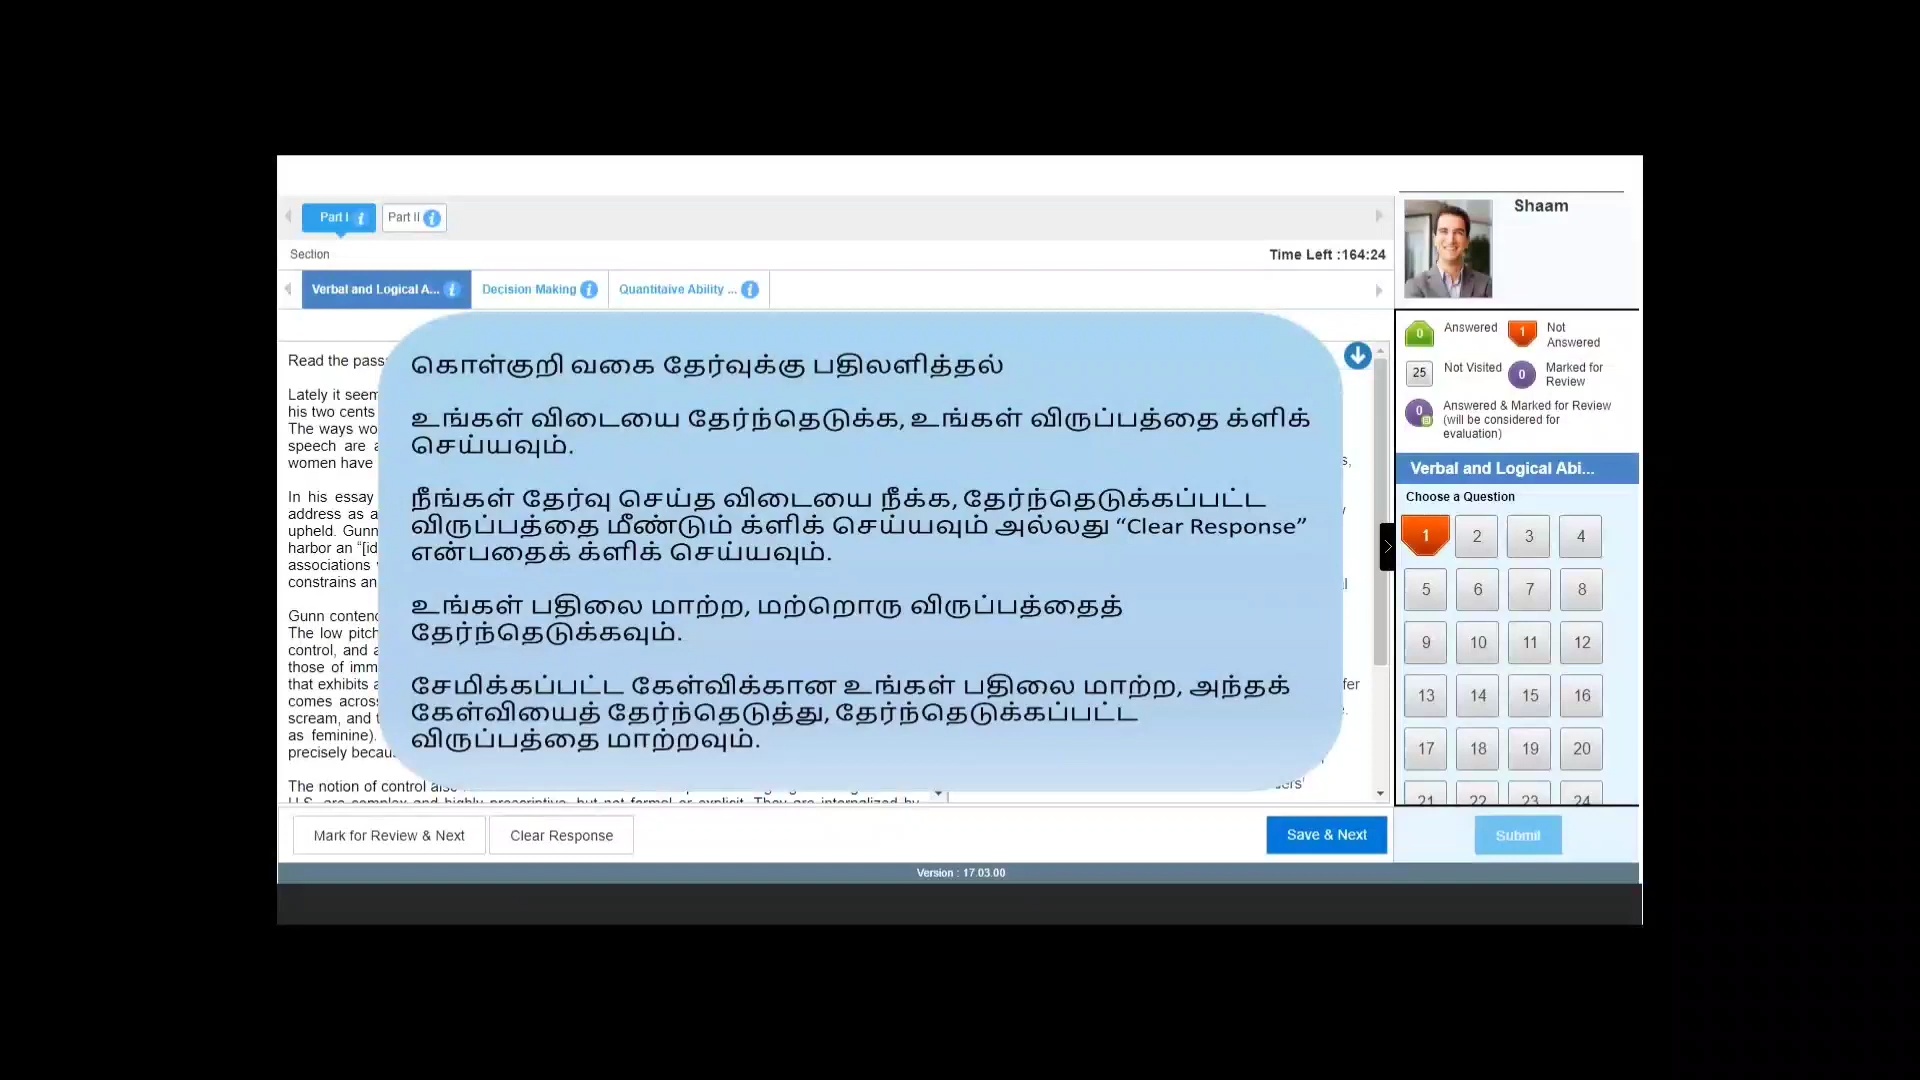 Part I
Part II
Shaam
Section
Time Left :164:24
Verbal and Logical A...
Decision Making
Quantitaive Ability ...
0 Answered
1 Not Answered
25 Not Visited
0 Marked for Review
0 Answered & Marked for Review (will be considered for evaluation)
Read the
Lately it seem
his two cents
The ways
speech are
women have
In his essay
address as a
upheld. Gunn
harbor an
associations
constrains an
Gunn
The low pitch
control, and
those of
that exhibits
comes across
scream, and
as feminine).
precisely
The notion of control
கொள்குறி வகை தேர்வுக்கு பதிலளித்தல்
உங்கள் விடையை தேர்ந்தெடுக்க, உங்கள் விருப்பத்தை க்ளிக்
செய்யவும்.
நீங்கள் தேர்வு செய்த விடையை நீக்க, தேர்ந்தெடுக்கப்பட்ட
விருப்பத்தை மீண்டும் க்ளிக் செய்யவும் அல்லது “Clear Response”
என்பதைக் க்ளிக் செய்யவும்.
உங்கள் பதிலை மாற்ற, மற்றொரு விருப்பத்தைத்
தேர்ந்தெடுக்கவும்.
சேமிக்கப்பட்ட கேள்விக்கான உங்கள் பதிலை மாற்ற, அந்தக்
கேள்வியைத் தேர்ந்தெடுத்து, தேர்ந்தெடுக்கப்பட்ட
விருப்பத்தை மாற்றவும்.
Verbal and Logical Abi...
Choose a Question
1 2 3 4
5 6 7 8
9 10 11 12
13 14 15 16
17 18 19 20
21 22 23 24
Mark for Review & Next
Clear Response
Save & Next
Submit
Version : 17.03.00